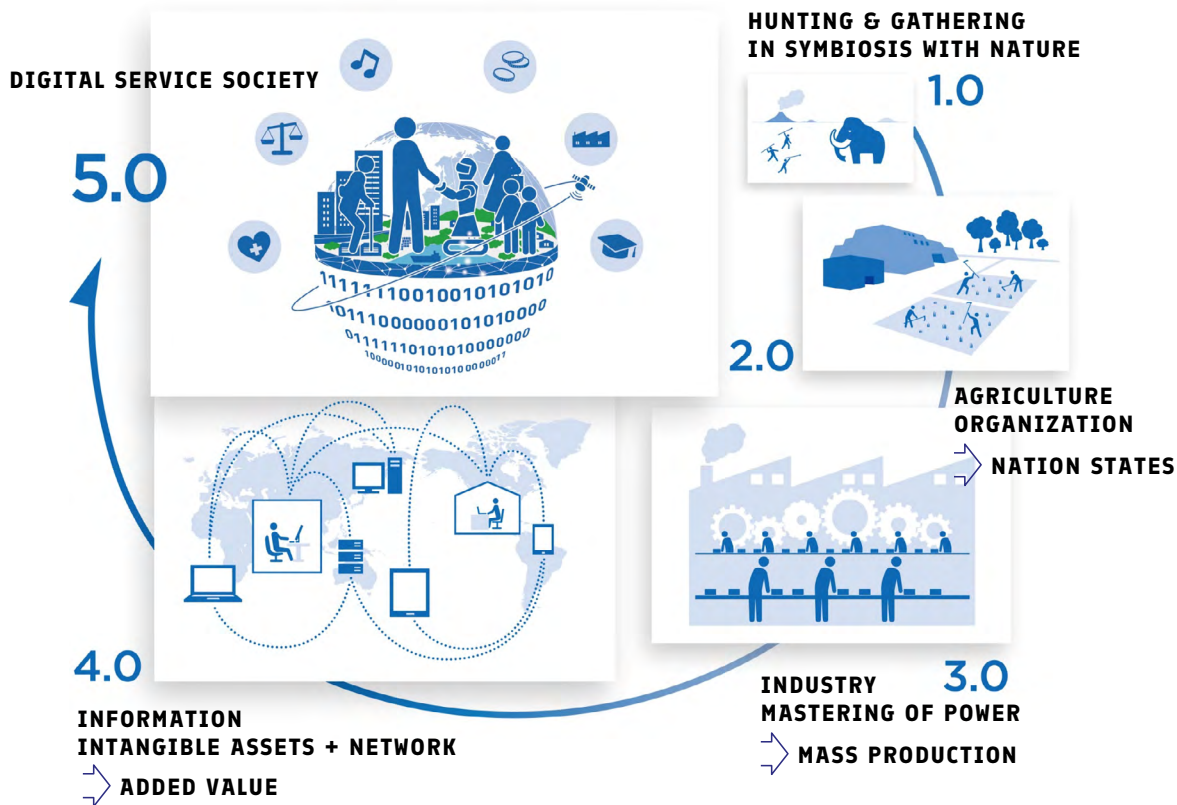 HUNTING & GATHERING
IN SYMBIOSIS WITH NATURE
1.0
2.0
AGRICULTURE
ORGANIZATION
NATION STATES
3.0
INDUSTRY
MASTERING OF POWER
MASS PRODUCTION
4.0
INFORMATION
INTANGIBLE ASSETS + NETWORK
ADDED VALUE
DIGITAL SERVICE SOCIETY
5.0